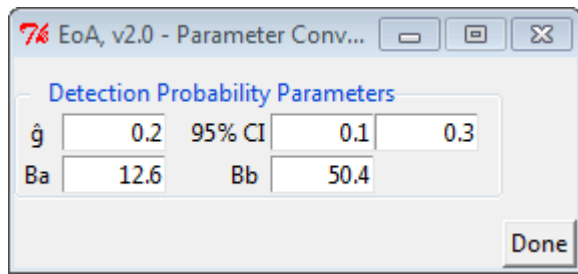 EoA, v2.0 - Parameter Conv...
Detection Probability Parameters
ĝ 0.2 95% CI 0.1 0.3
Ba 12.6 Bb 50.4
Done